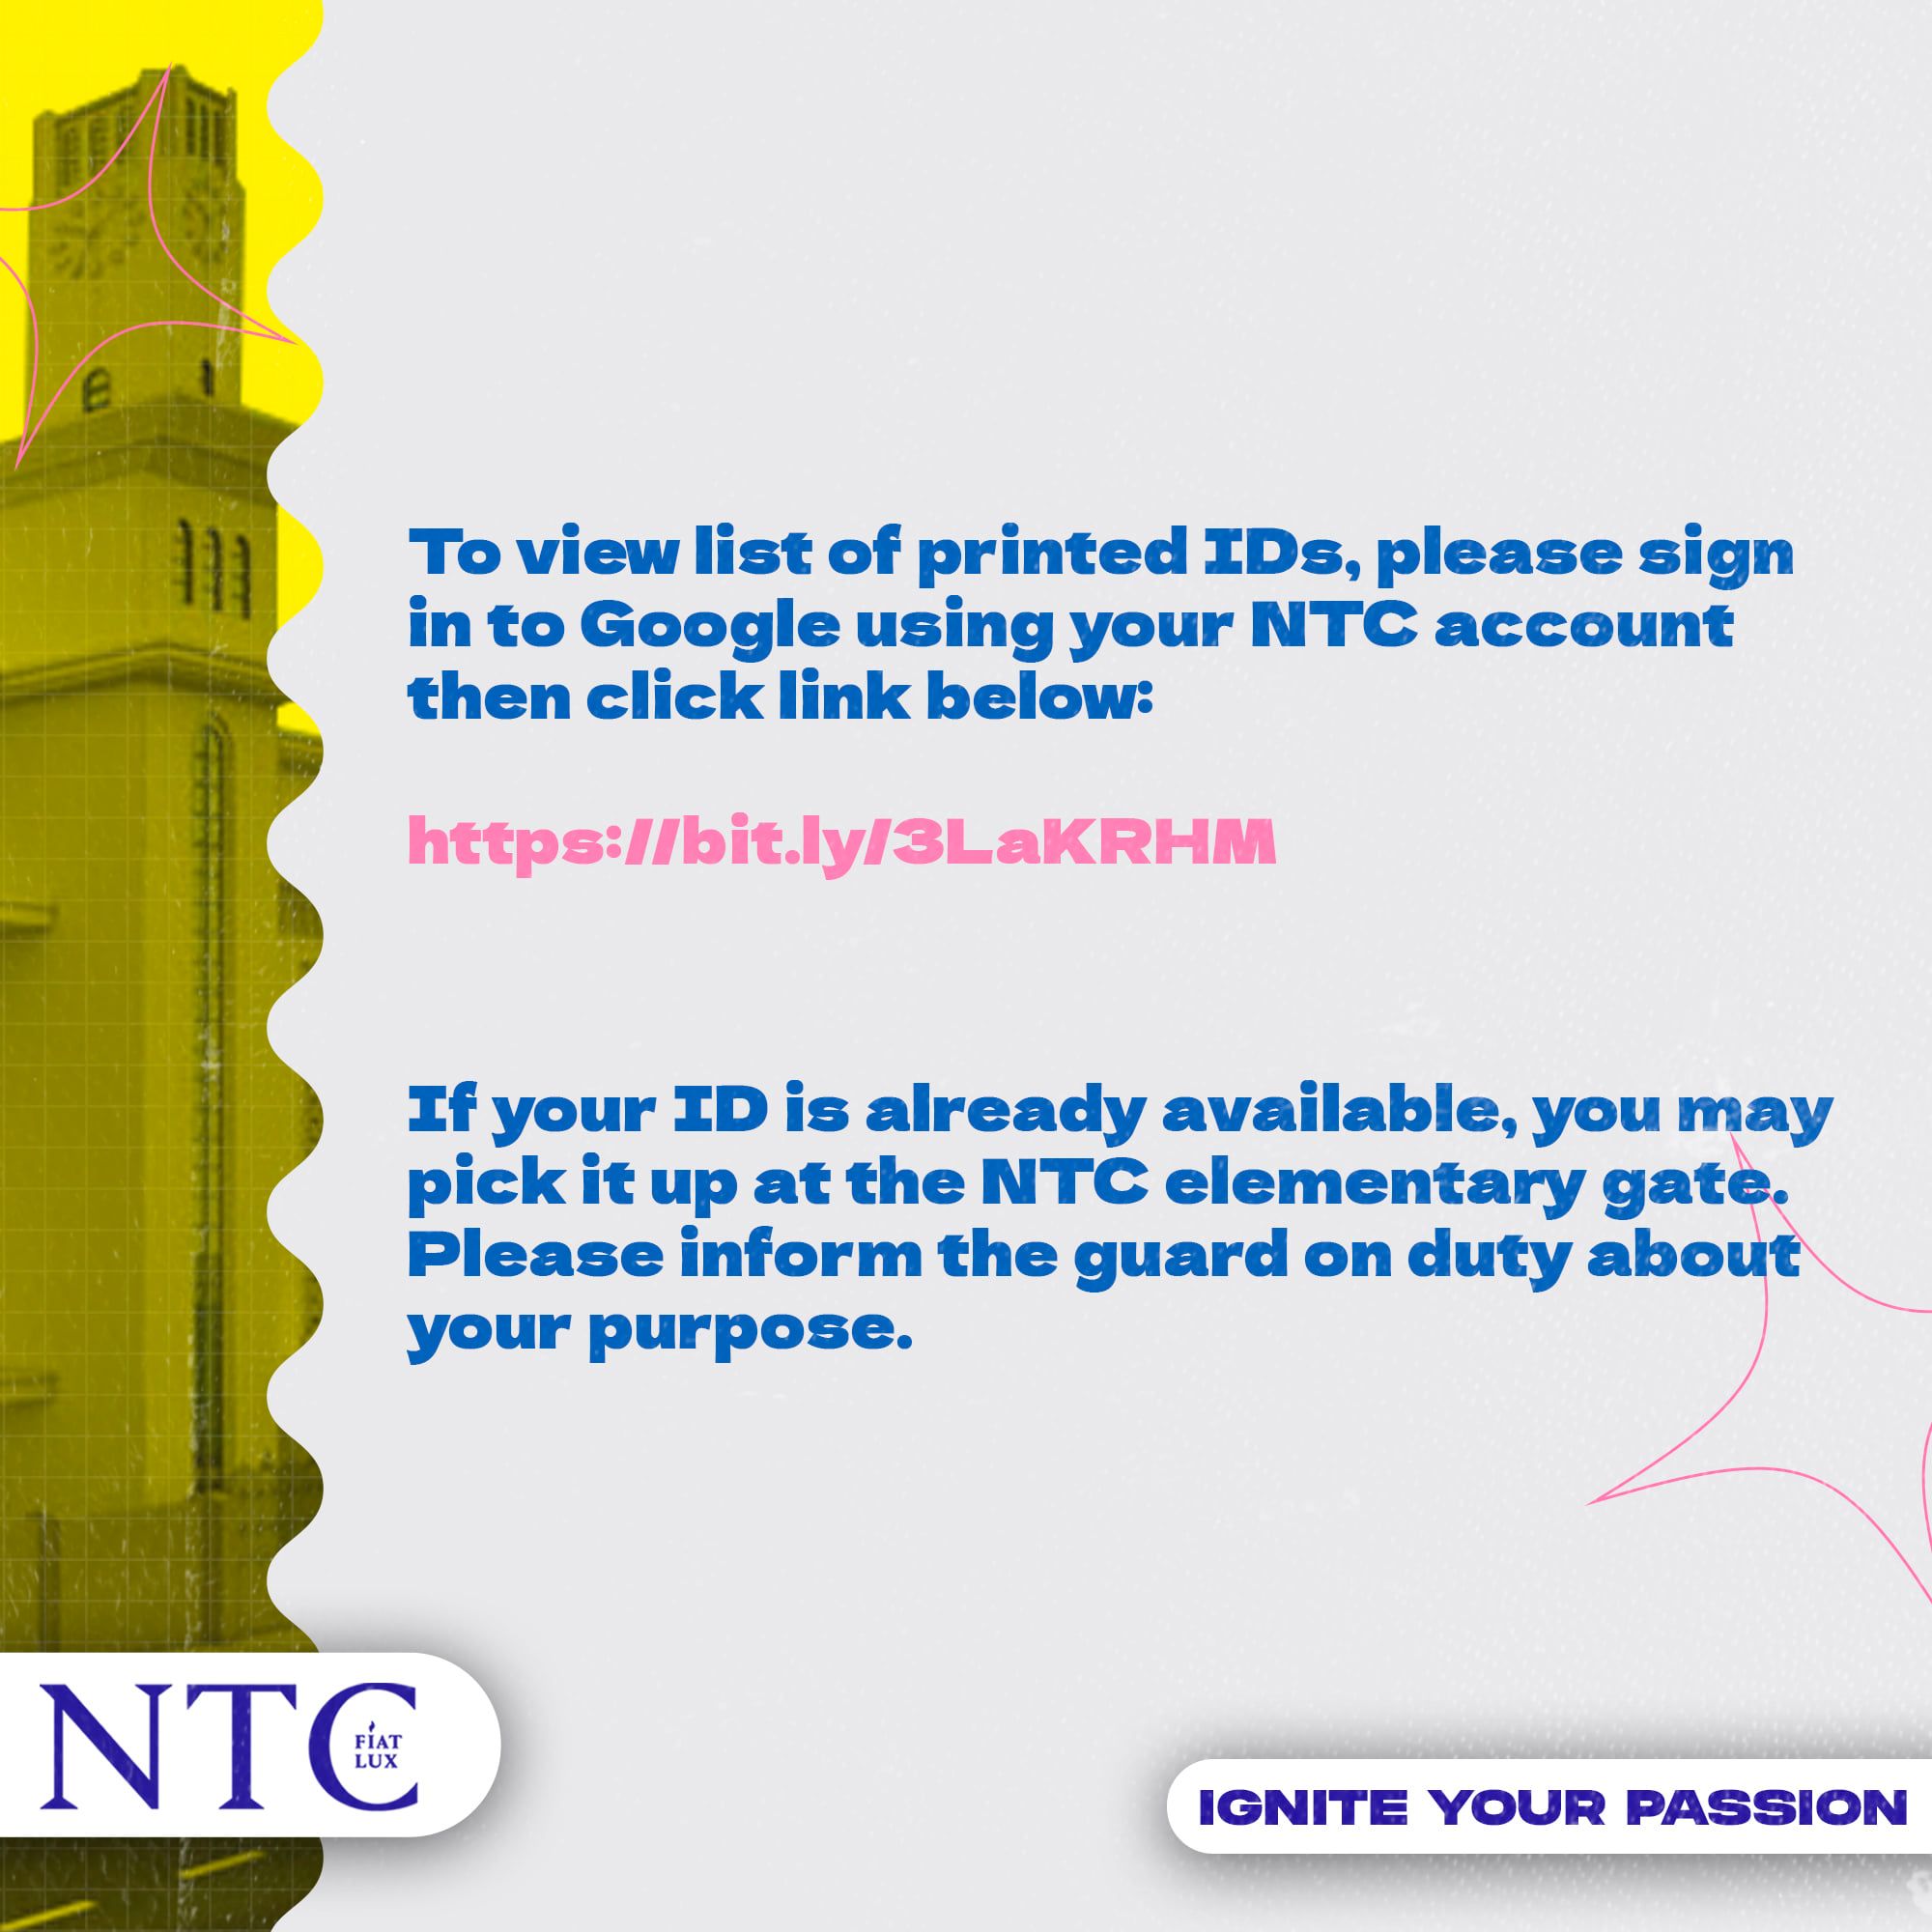 To view list of printed IDs, please sign
in to Google using your NTC account
then click link below:
https://bit.ly/3LaKRHM
If your ID is already available, you may
pick it up at the NTC elementary gate.
Please inform the guard on duty about
your purpose.
NTC
FIAT
LUX
IGNITE YOUR PASSION